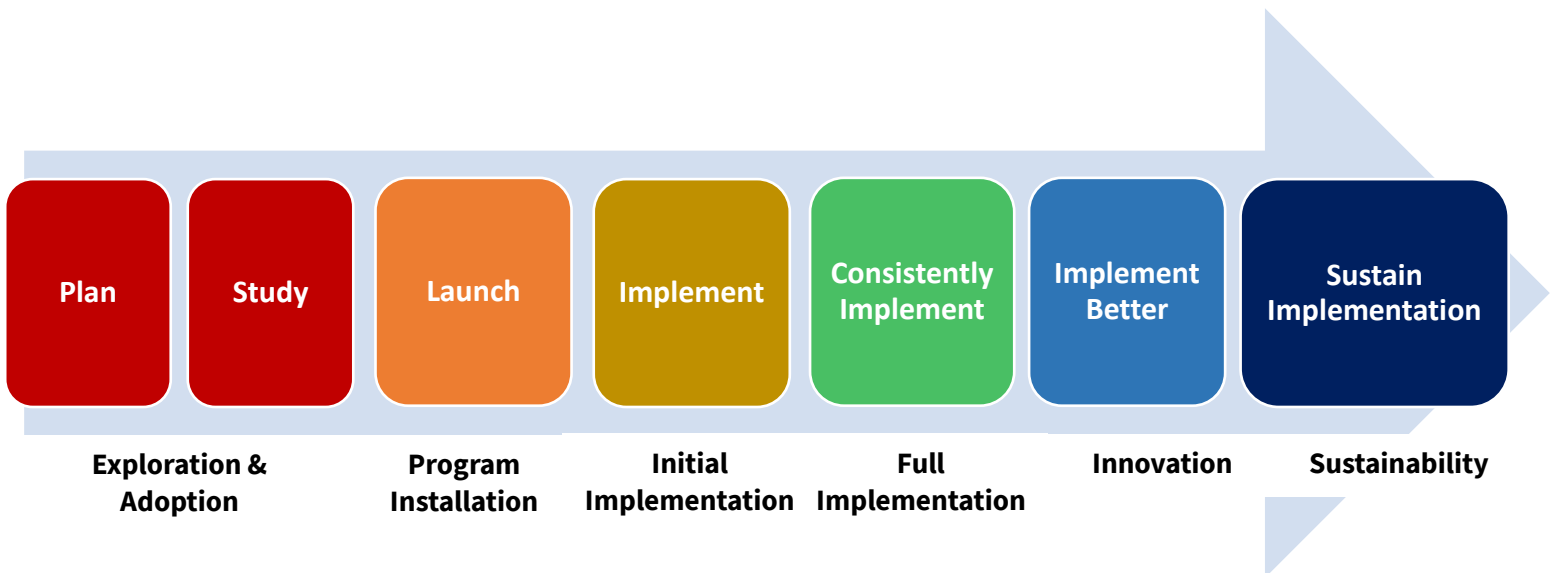 Plan
Study
Launch
Implement
Consistently
Implement
Implement
Better
Sustain
Implementation
Exploration &
Adoption
Program
Installation
Initial
Implementation
Full
Implementation
Innovation
Sustainability